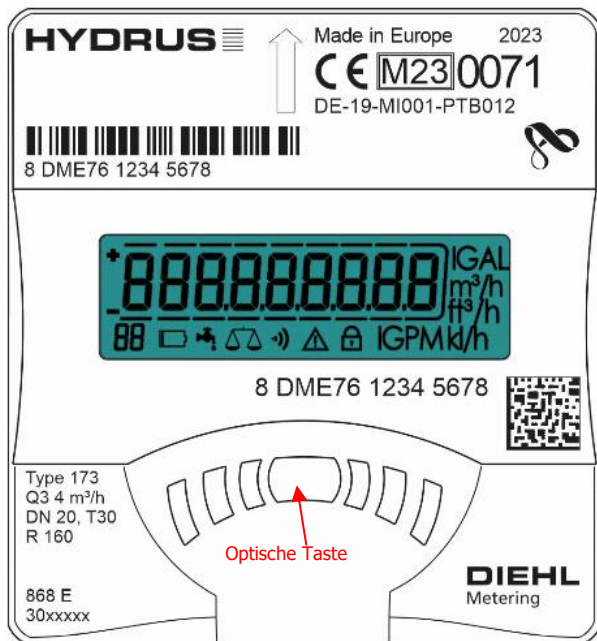 HYDRUS
Made in Europe 2023
CE M23 0071
DE-19-MI001-PTB012
8 DME76 1234 5678
+ 888888888 IGAL
m³/h
ft³/h
− 88 IGPM kl/h
8 DME76 1234 5678
Type 173
Q3 4 m³/h
DN 20, T30
R 160
Optische Taste
868 E
30xxxxx
DIEHL
Metering